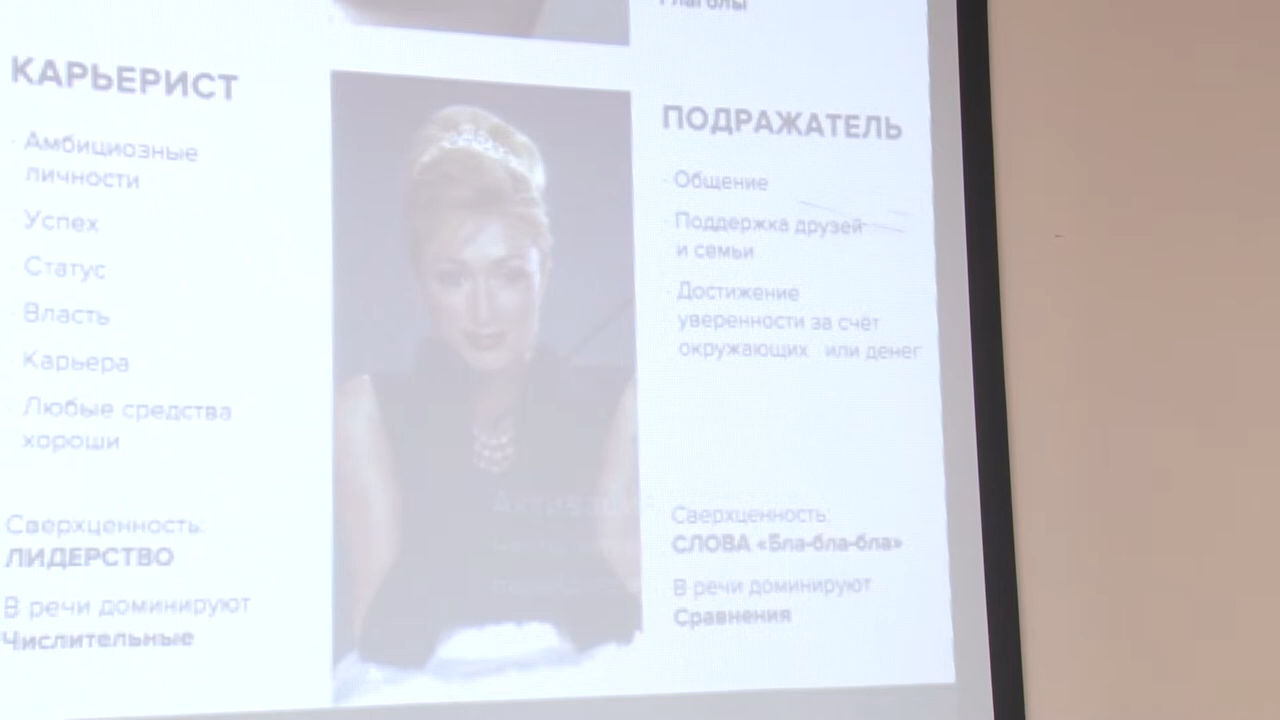 Глаголы
КАРЬЕРИСТ
· Амбициозные
личности
· Успех
· Статус
· Власть
· Карьера
· Любые средства
хороши
Сверхценность:
ЛИДЕРСТВО
В речи доминируют
Числительные
ПОДРАЖАТЕЛЬ
· Общение
· Поддержка друзей
и семьи
· Достижение
уверенности за счёт
окружающих или денег
Сверхценность:
СЛОВА «Бла-бла-бла»
В речи доминируют
Сравнения